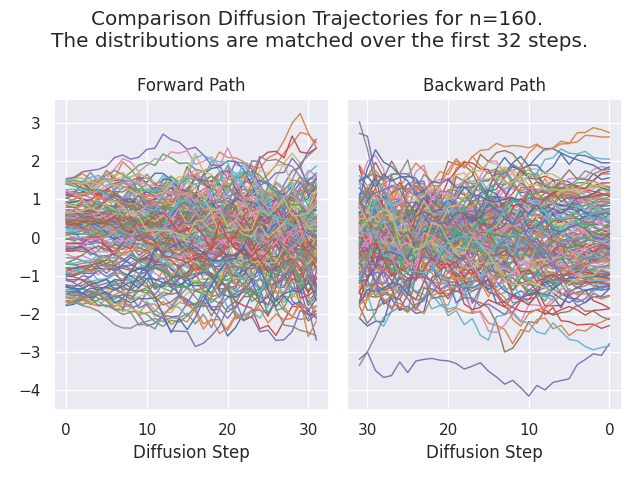 Comparison Diffusion Trajectories for n=160.
The distributions are matched over the first 32 steps.
Forward Path
Backward Path
3
2
1
0
−1
−2
−3
−4
0
10
20
30
30
20
10
0
Diffusion Step
Diffusion Step